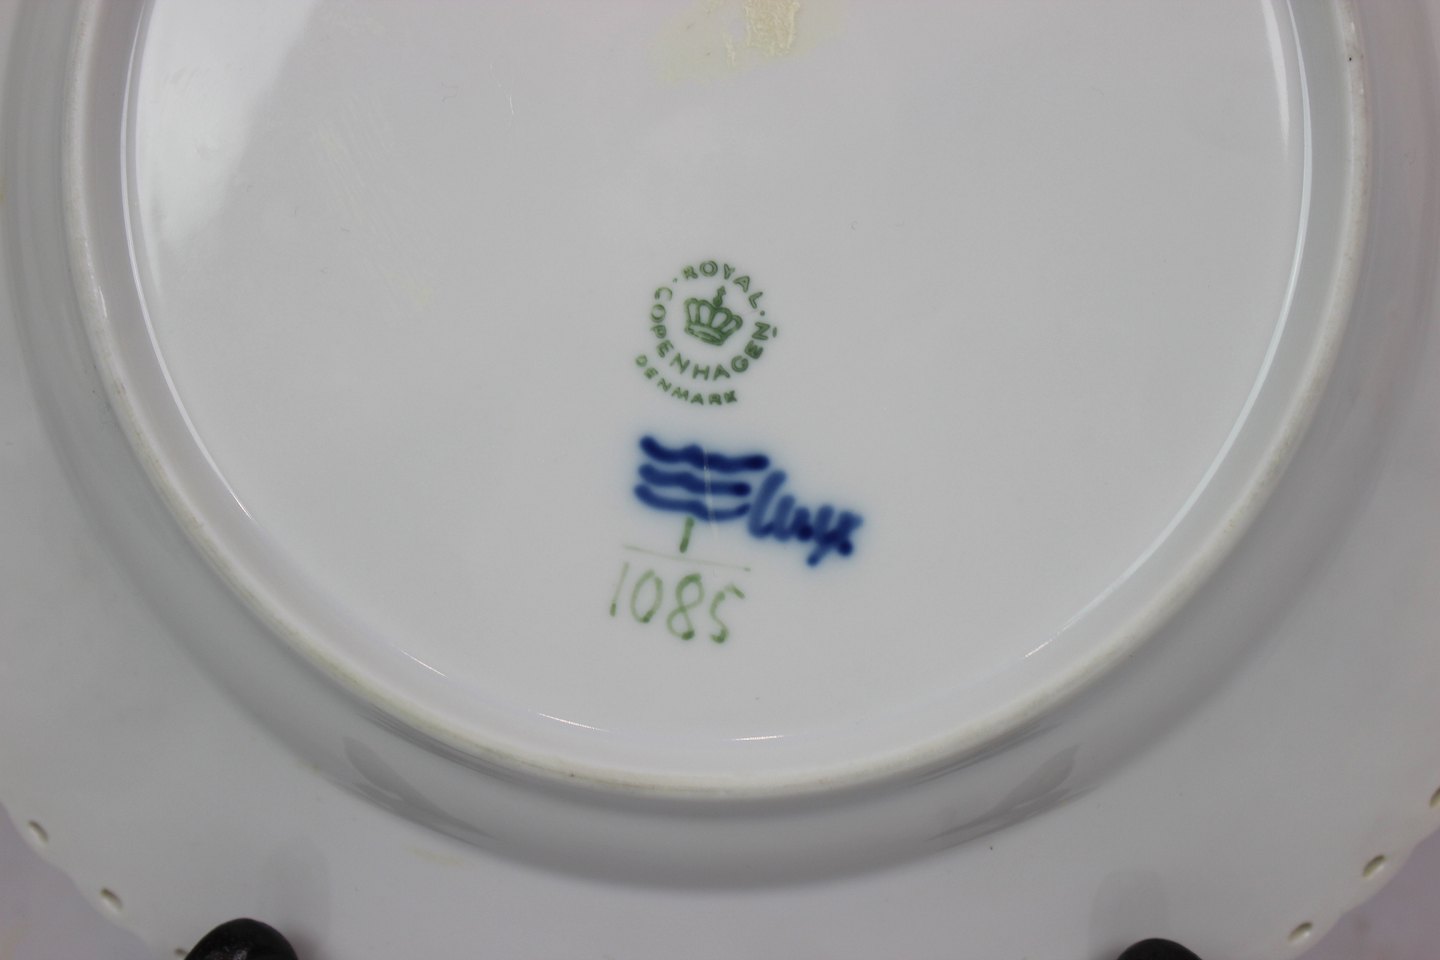 ROYAL
COPENHAGEN
DENMARK
1
1085